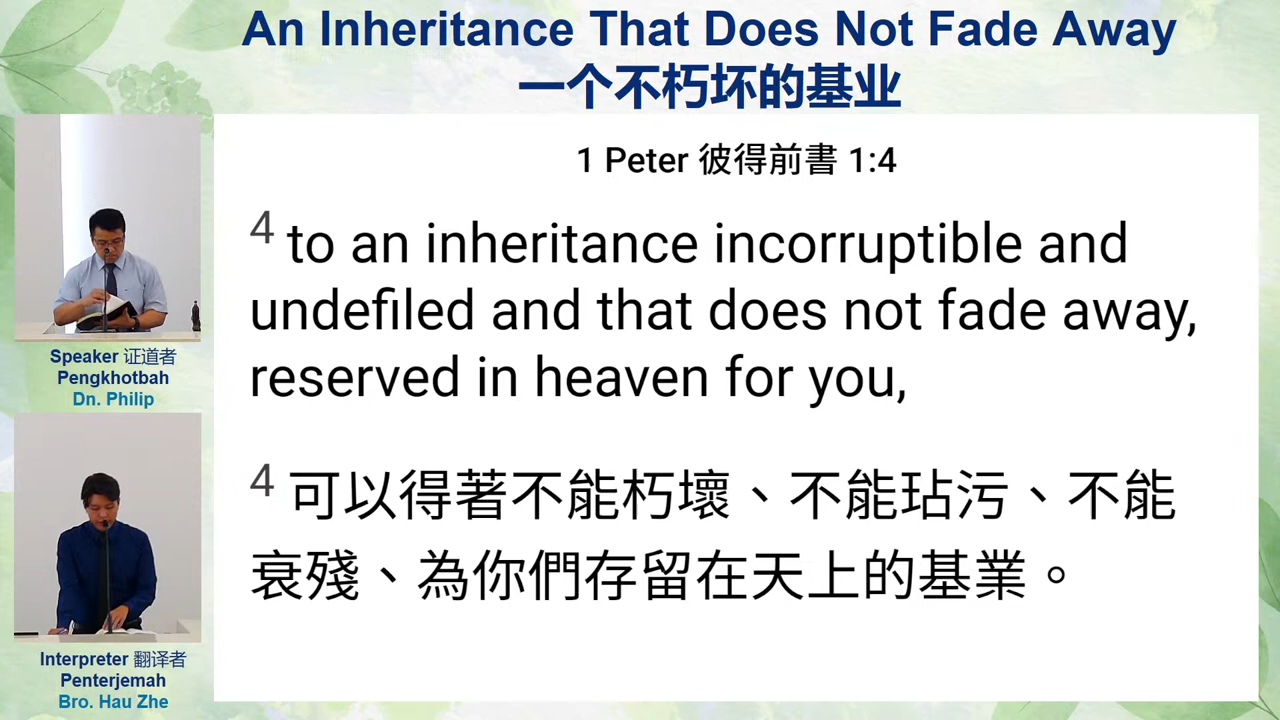 An Inheritance That Does Not Fade Away
一个不朽坏的基业
1 Peter 彼得前書 1:4
4 to an inheritance incorruptible and
undefiled and that does not fade away,
reserved in heaven for you,
4 可以得著不能朽壞、不能玷污、不能
衰殘、為你們存留在天上的基業。
Speaker 证道者
Pengkhotbah
Dn. Philip
Interpreter 翻译者
Penterjemah
Bro. Hau Zhe